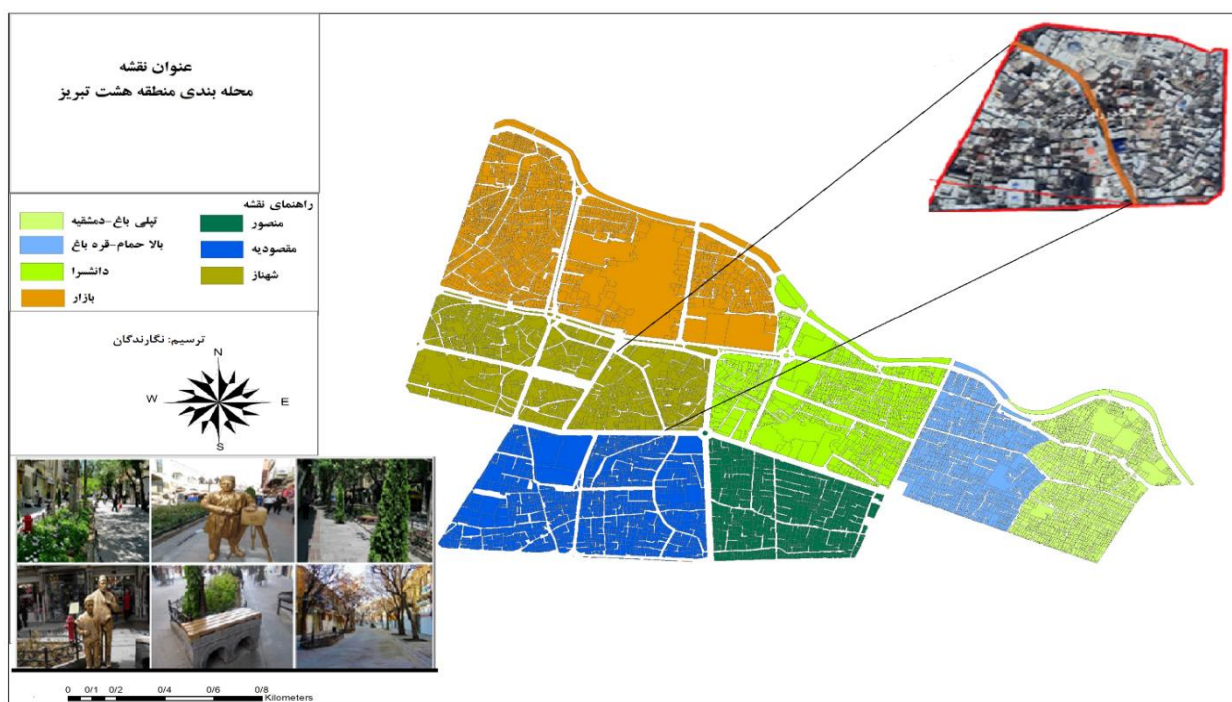 عنوان نقشه
محله بندی منطقه هشت تبریز
راهنمای نقشه
منصور
تپلی باغ-دمشقیه
مقصودیه
بالا حمام-قره باغ
شهناز
دانشسرا
بازار
ترسیم: نگارندگان
N
W E
S
0 0/1 0/2 0/4 0/6 0/8
Kilometers